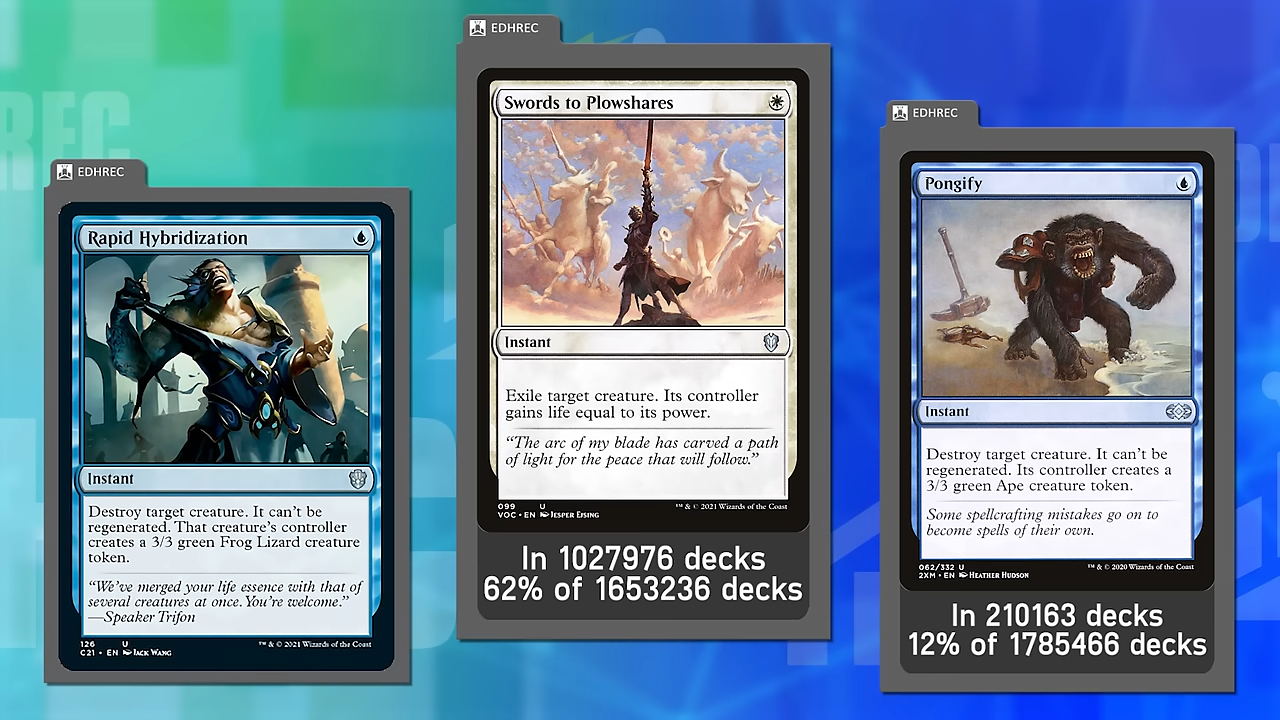 EDHREC
Rapid Hybridization
Instant
Destroy target creature. It can't be
regenerated. That creature's controller
creates a 3/3 green Frog Lizard creature
token.
"We've merged your life essence with that of
several creatures at once. You're welcome."
—Speaker Trifon
126 U
C21 • EN Jack Wang
™ & © 2021 Wizards of the Coast
EDHREC
Swords to Plowshares
Instant
Exile target creature. Its controller
gains life equal to its power.
"The arc of my blade has carved a path
of light for the peace that will follow."
099 U
VOC • EN Jesper Ejsing
™ & © 2021 Wizards of the Coast
In 1027976 decks
62% of 1653236 decks
EDHREC
Pongify
Instant
Destroy target creature. It can't be
regenerated. Its controller creates a
3/3 green Ape creature token.
Some spellcrafting mistakes go on to
become spells of their own.
062/332 U
2XM • EN Heather Hudson
™ & © 2020 Wizards of the Coast
In 210163 decks
12% of 1785466 decks